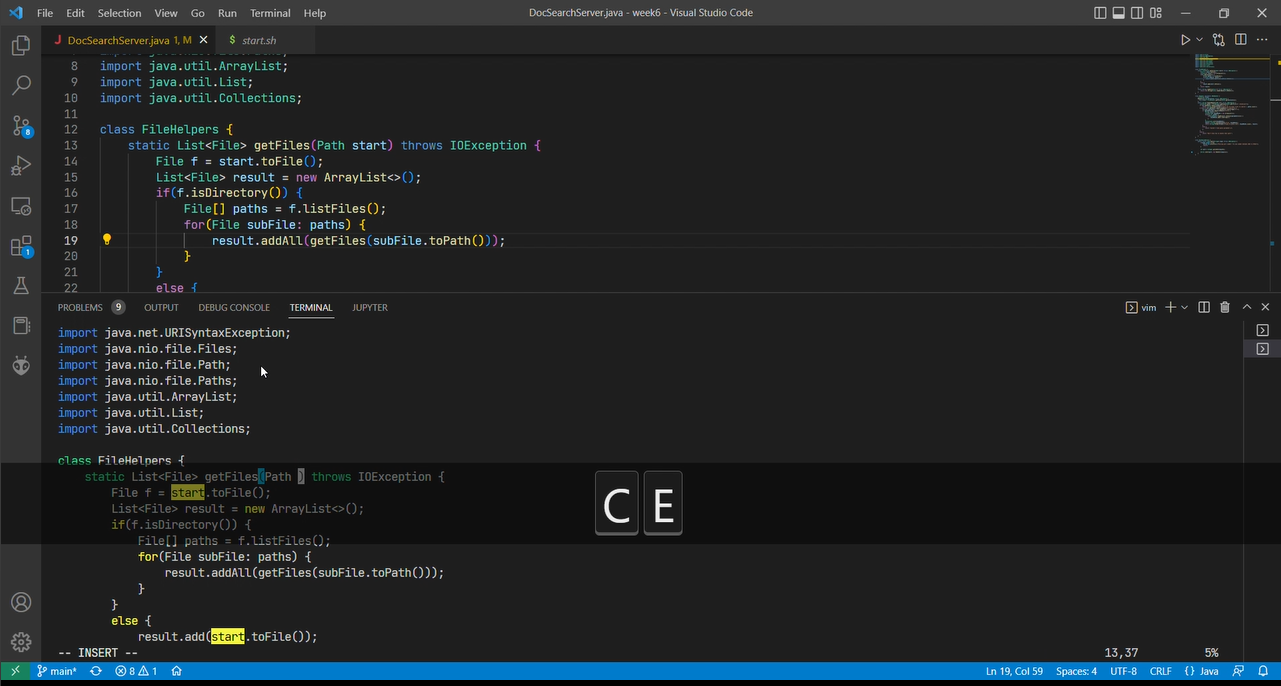 File Edit Selection View Go Run Terminal Help
DocSearchServer.java - week6 - Visual Studio Code
J DocSearchServer.java 1, M
$ start.sh
8 import java.util.ArrayList;
9 import java.util.List;
10 import java.util.Collections;
11
12 class FileHelpers {
13 static List<File> getFiles(Path start) throws IOException {
14 File f = start.toFile();
15 List<File> result = new ArrayList<>();
16 if(f.isDirectory()) {
17 File[] paths = f.listFiles();
18 for(File subFile: paths) {
19 result.addAll(getFiles(subFile.toPath()));
20 }
21 }
22 else {
PROBLEMS 9 OUTPUT DEBUG CONSOLE TERMINAL JUPYTER
vim
import java.net.URISyntaxException;
import java.nio.file.Files;
import java.nio.file.Path;
import java.nio.file.Paths;
import java.util.ArrayList;
import java.util.List;
import java.util.Collections;
class FileHelpers {
static List<File> getFiles(Path ) throws IOException {
File f = start.toFile();
List<File> result = new ArrayList<>();
if(f.isDirectory()) {
File[] paths = f.listFiles();
for(File subFile: paths) {
result.addAll(getFiles(subFile.toPath()));
}
}
else {
result.add(start.toFile());
-- INSERT --
13,37
5%
C E
8
1
main*
8 1
Ln 19, Col 59 Spaces: 4 UTF-8 CRLF {} Java